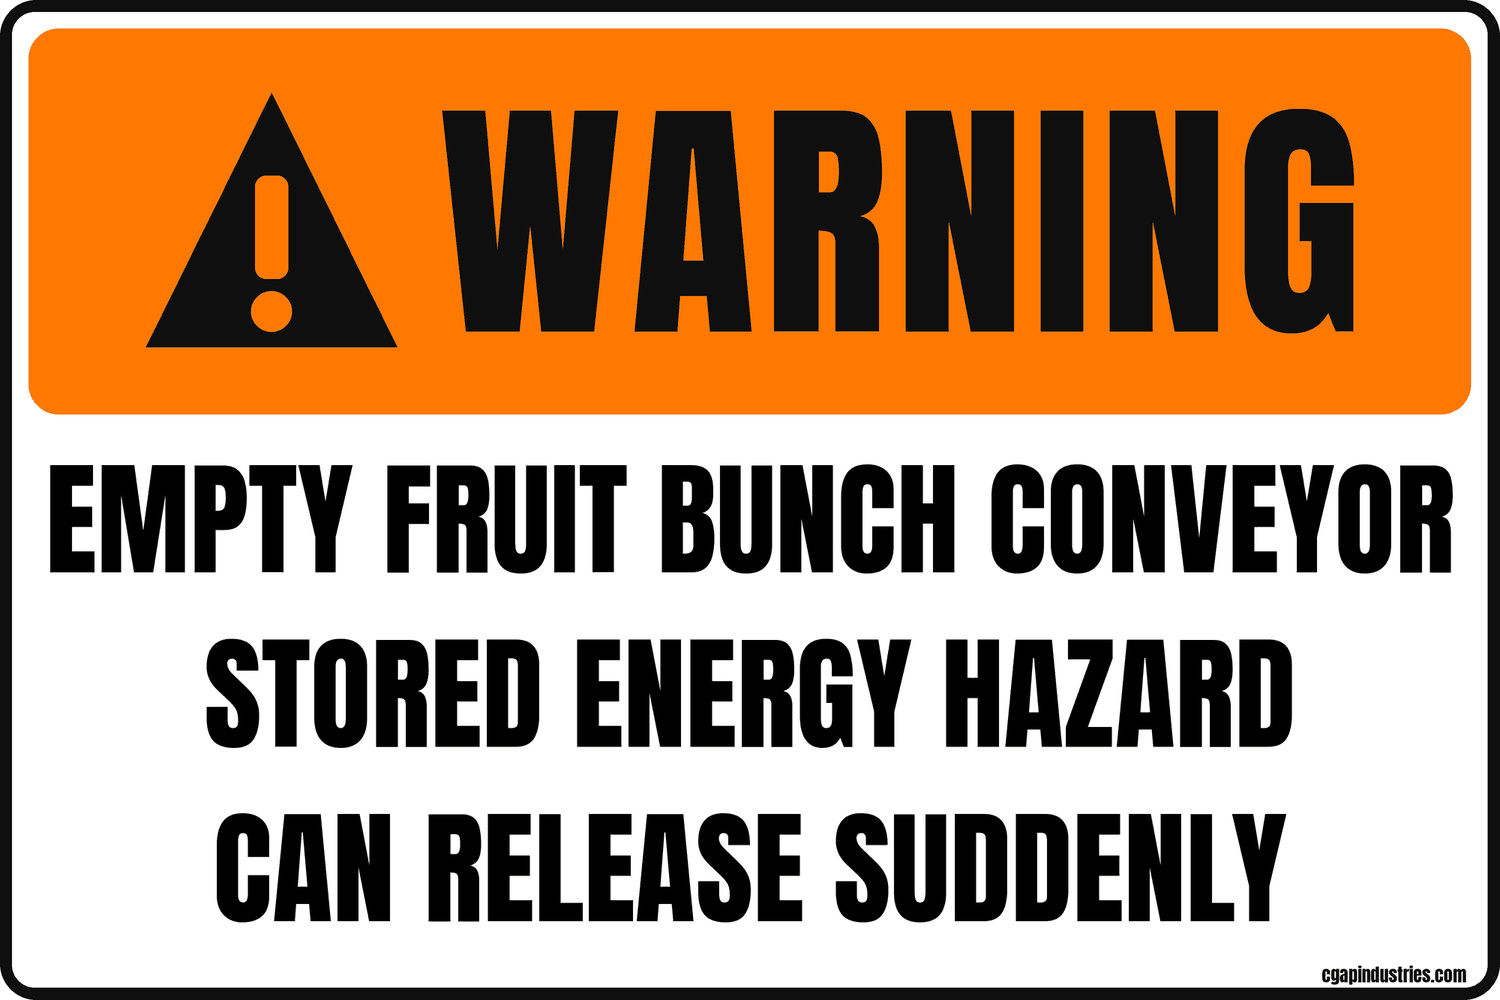 WARNING
EMPTY FRUIT BUNCH CONVEYOR
STORED ENERGY HAZARD
CAN RELEASE SUDDENLY
cgapindustries.com